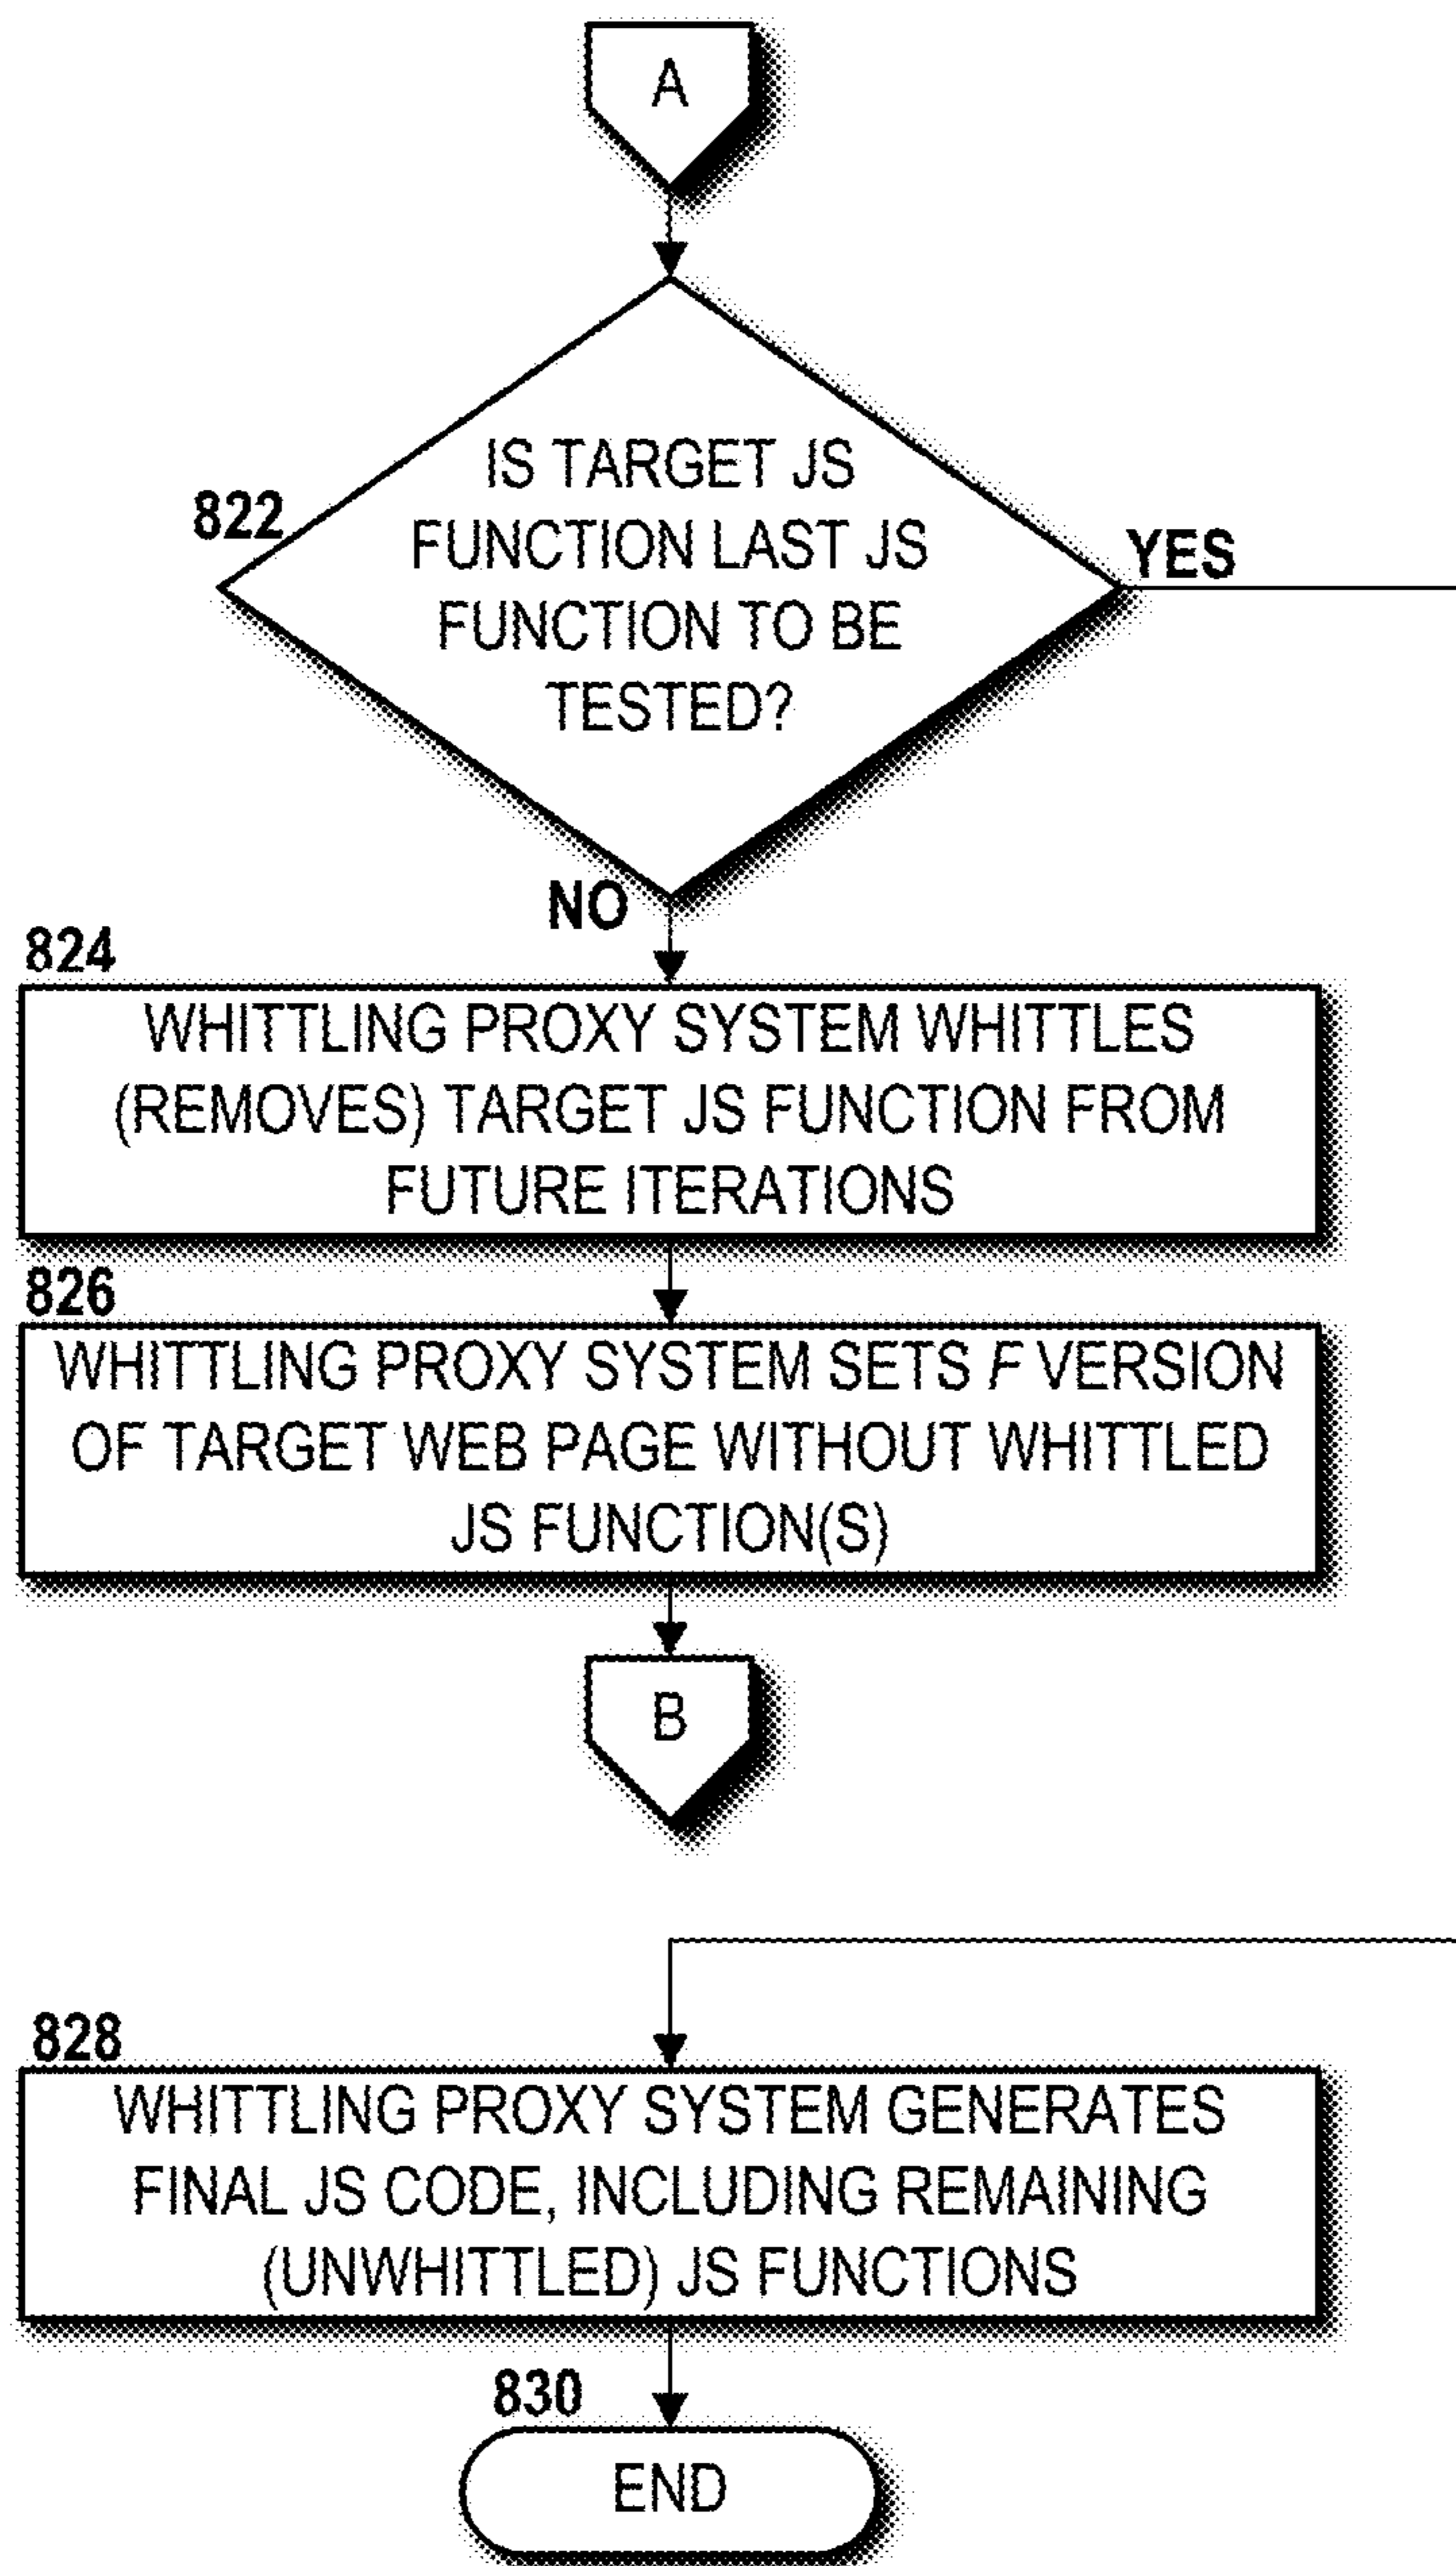 A
822
IS TARGET JS
FUNCTION LAST JS
FUNCTION TO BE
TESTED?
YES
NO
824
WHITTLING PROXY SYSTEM WHITTLES
(REMOVES) TARGET JS FUNCTION FROM
FUTURE ITERATIONS
826
WHITTLING PROXY SYSTEM SETS F VERSION
OF TARGET WEB PAGE WITHOUT WHITTLED
JS FUNCTION(S)
B
828
WHITTLING PROXY SYSTEM GENERATES
FINAL JS CODE, INCLUDING REMAINING
(UNWHITTLED) JS FUNCTIONS
830
END